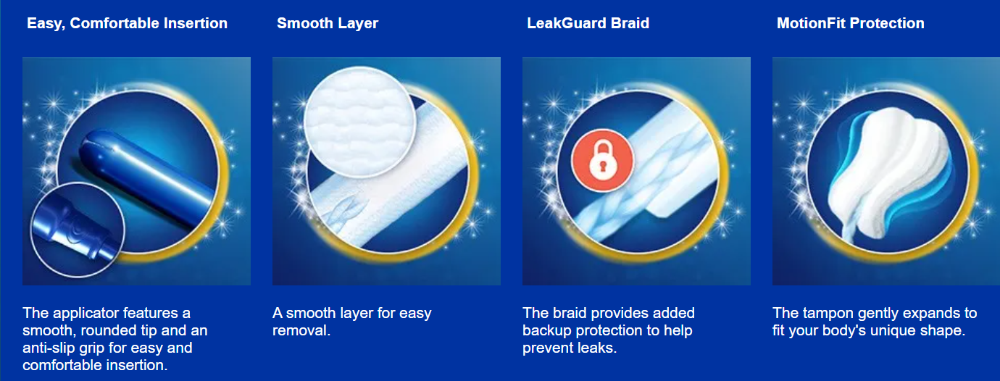 Easy, Comfortable Insertion
Smooth Layer
LeakGuard Braid
MotionFit Protection
The applicator features a
smooth, rounded tip and an
anti-slip grip for easy and
comfortable insertion.
A smooth layer for easy
removal.
The braid provides added
backup protection to help
prevent leaks.
The tampon gently expands to
fit your body's unique shape.